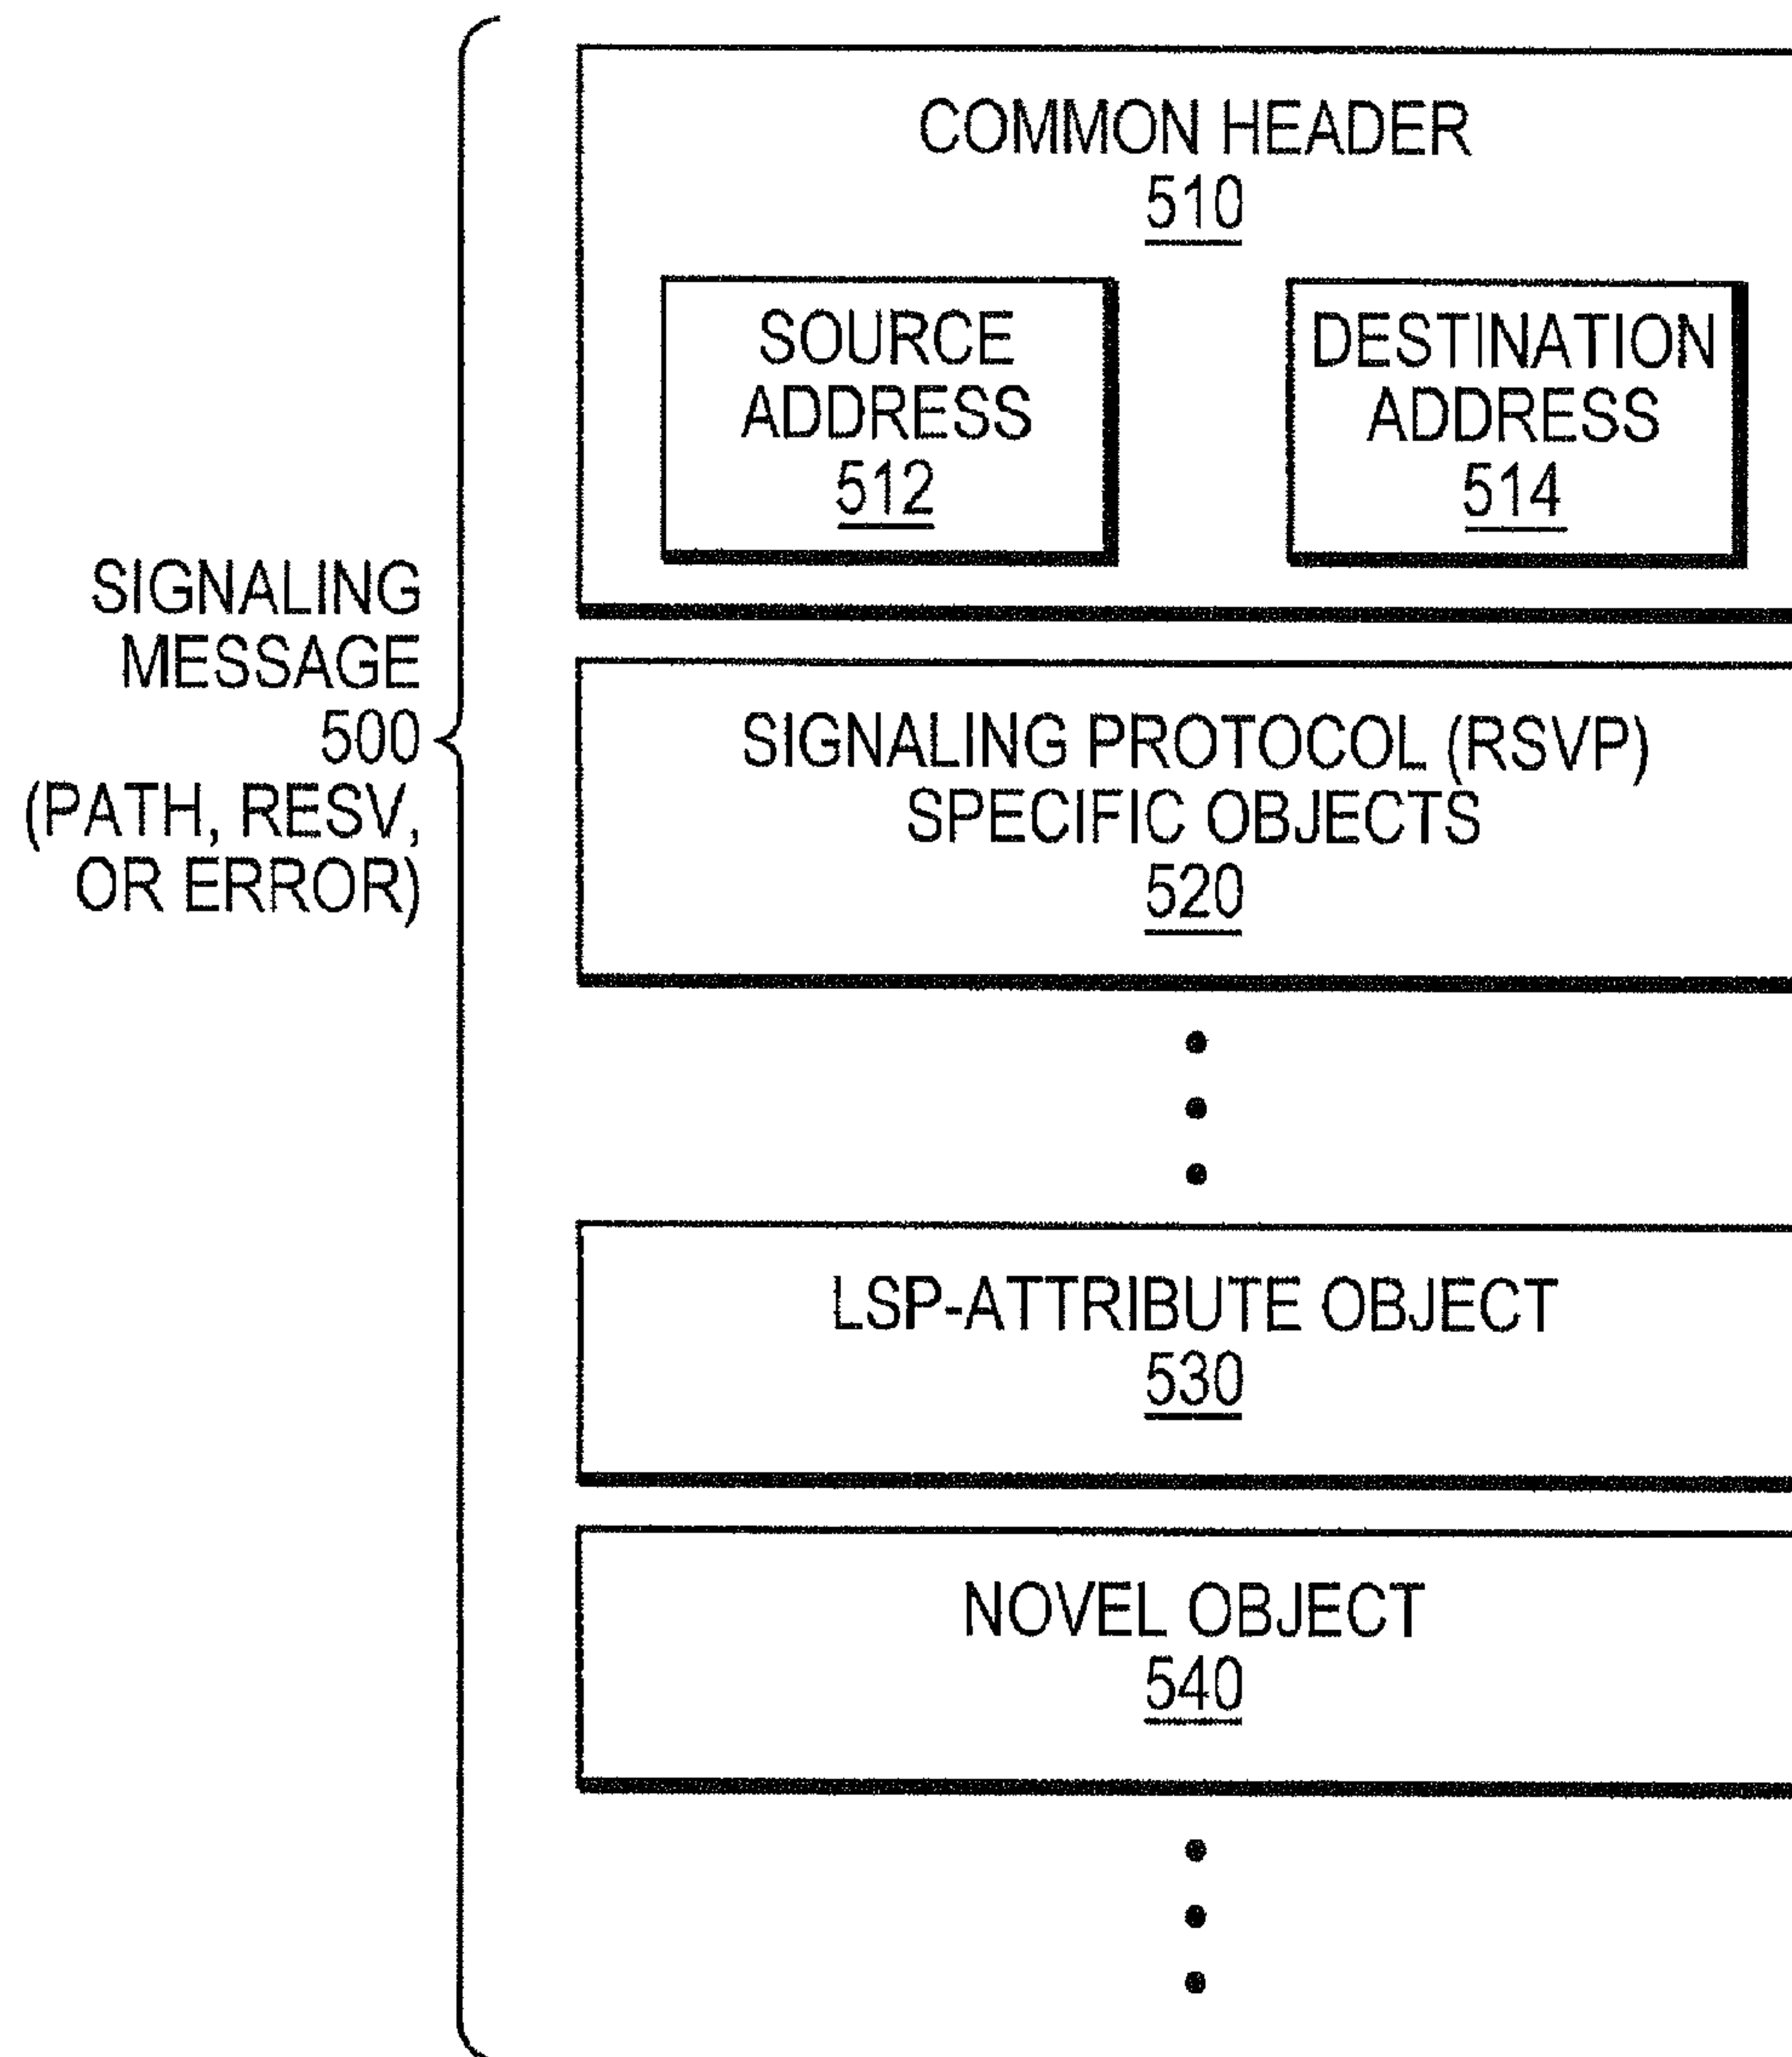 COMMON HEADER
510
SOURCE
ADDRESS
512
DESTINATION
ADDRESS
514
SIGNALING
MESSAGE
500
(PATH, RESV,
OR ERROR)
SIGNALING PROTOCOL (RSVP)
SPECIFIC OBJECTS
520
LSP-ATTRIBUTE OBJECT
530
NOVEL OBJECT
540